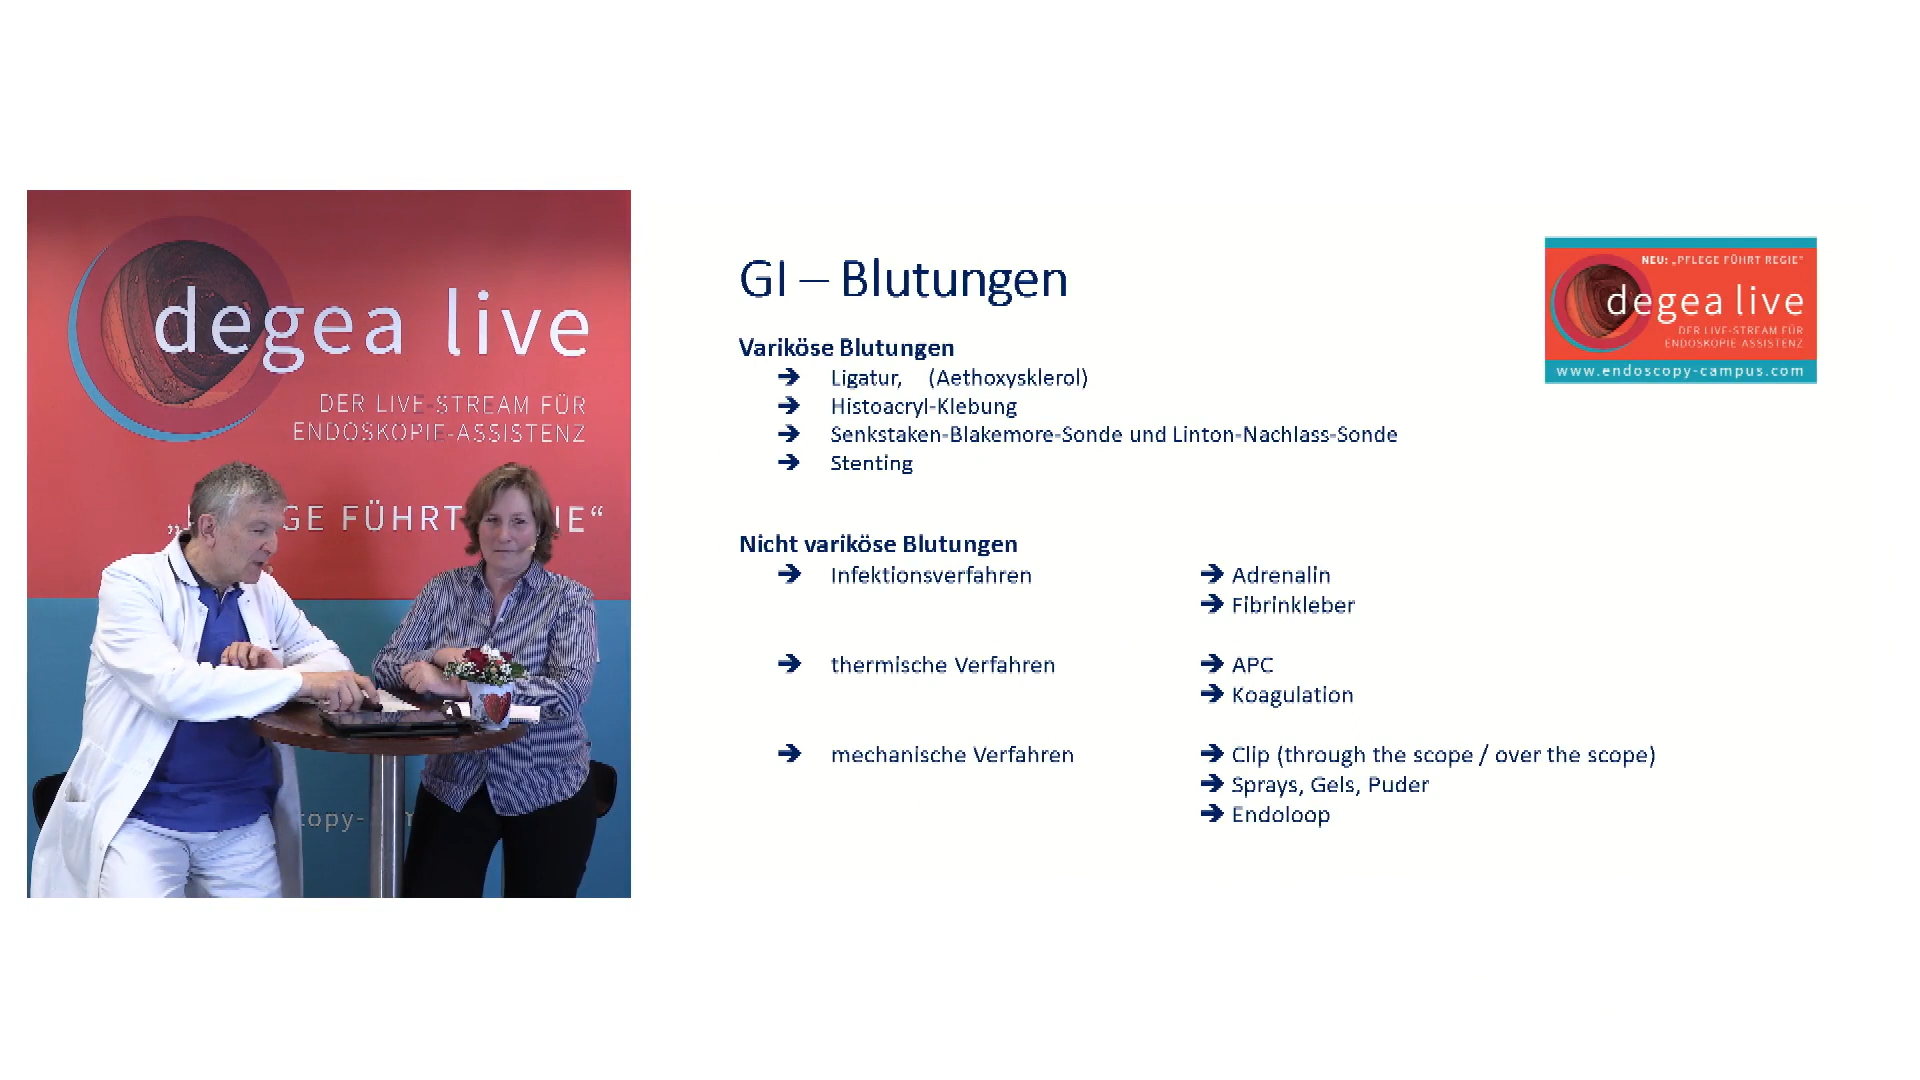 degea live
DER LIVE-STREAM FÜR
ENDOSKOPIE-ASSISTENZ
GE FÜHRT IE“
copy-
GI – Blutungen
NEU: „PFLEGE FÜHRT REGIE“
degea live
DER LIVE-STREAM FÜR
ENDOSKOPIE-ASSISTENZ
www.endoscopy-campus.com
Variköse Blutungen
➔ Ligatur, (Aethoxysklerol)
➔ Histoacryl-Klebung
➔ Senkstaken-Blakemore-Sonde und Linton-Nachlass-Sonde
➔ Stenting
Nicht variköse Blutungen
➔ Infektionsverfahren ➔ Adrenalin
➔ Fibrinkleber
➔ thermische Verfahren ➔ APC
➔ Koagulation
➔ mechanische Verfahren ➔ Clip (through the scope / over the scope)
➔ Sprays, Gels, Puder
➔ Endoloop